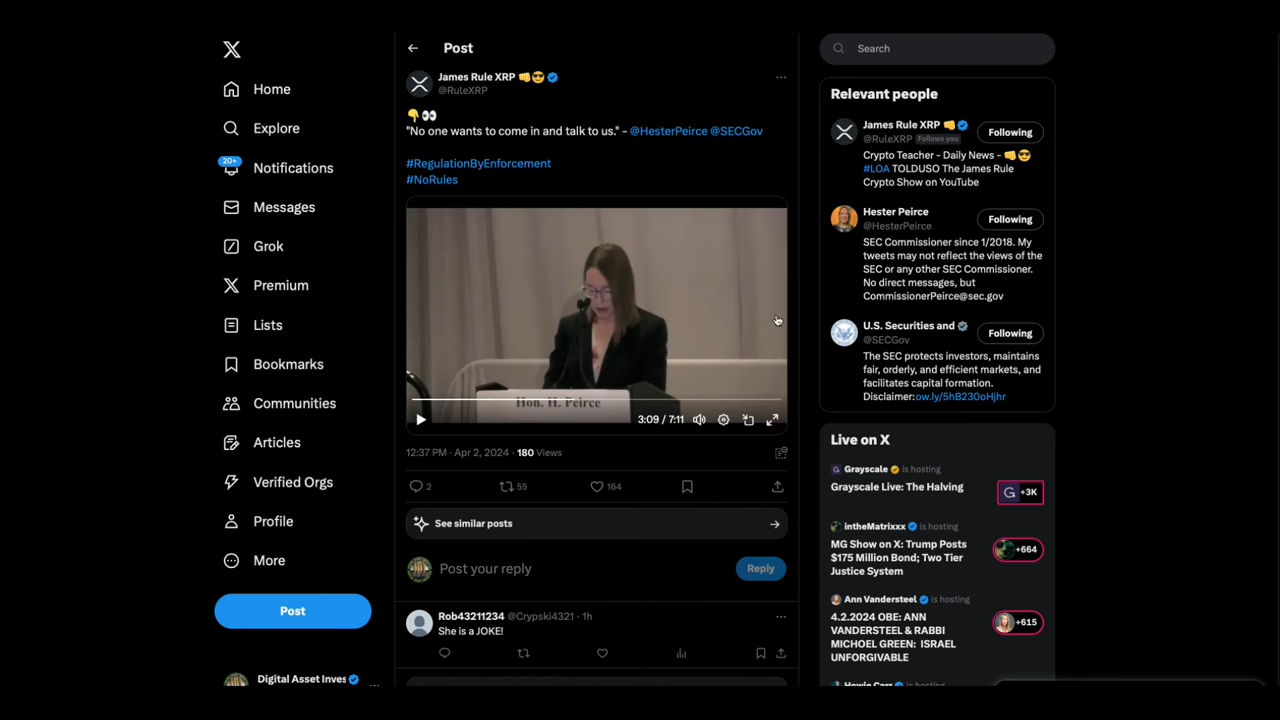 Home
Explore
20+
Notifications
Messages
Grok
Premium
Lists
Bookmarks
Communities
Articles
Verified Orgs
Profile
More
Post
Digital Asset Inves
Post
James Rule XRP 👊😎
@RuleXRP
👇👀
"No one wants to come in and talk to us." - @HesterPeirce @SECGov
#RegulationByEnforcement
#NoRules
Hon. H. Peirce
3:09 / 7:11
12:37 PM · Apr 2, 2024 · 180 Views
2
55
164
See similar posts
Post your reply
Reply
Rob43211234 @Crypski4321 · 1h
She is a JOKE!
Search
Relevant people
James Rule XRP 👊
@RuleXRP Follows you
Following
Crypto Teacher - Daily News - 👊😎
#LOA TOLDUSO The James Rule
Crypto Show on YouTube
Hester Peirce
@HesterPeirce
Following
SEC Commissioner since 1/2018. My
tweets may not reflect the views of the
SEC or any other SEC Commissioner.
No direct messages, but
CommissionerPeirce@sec.gov
U.S. Securities and
@SECGov
Following
The SEC protects investors, maintains
fair, orderly, and efficient markets, and
facilitates capital formation.
Disclaimer:ow.ly/5hB230oHjhr
Live on X
Grayscale is hosting
Grayscale Live: The Halving
G +3K
intheMatrixxx is hosting
MG Show on X: Trump Posts
$175 Million Bond; Two Tier
Justice System
+664
Ann Vandersteel is hosting
4.2.2024 OBE: ANN
VANDERSTEEL & RABBI
MICHOEL GREEN: ISRAEL
UNFORGIVABLE
+615
Howie Carr is hosting